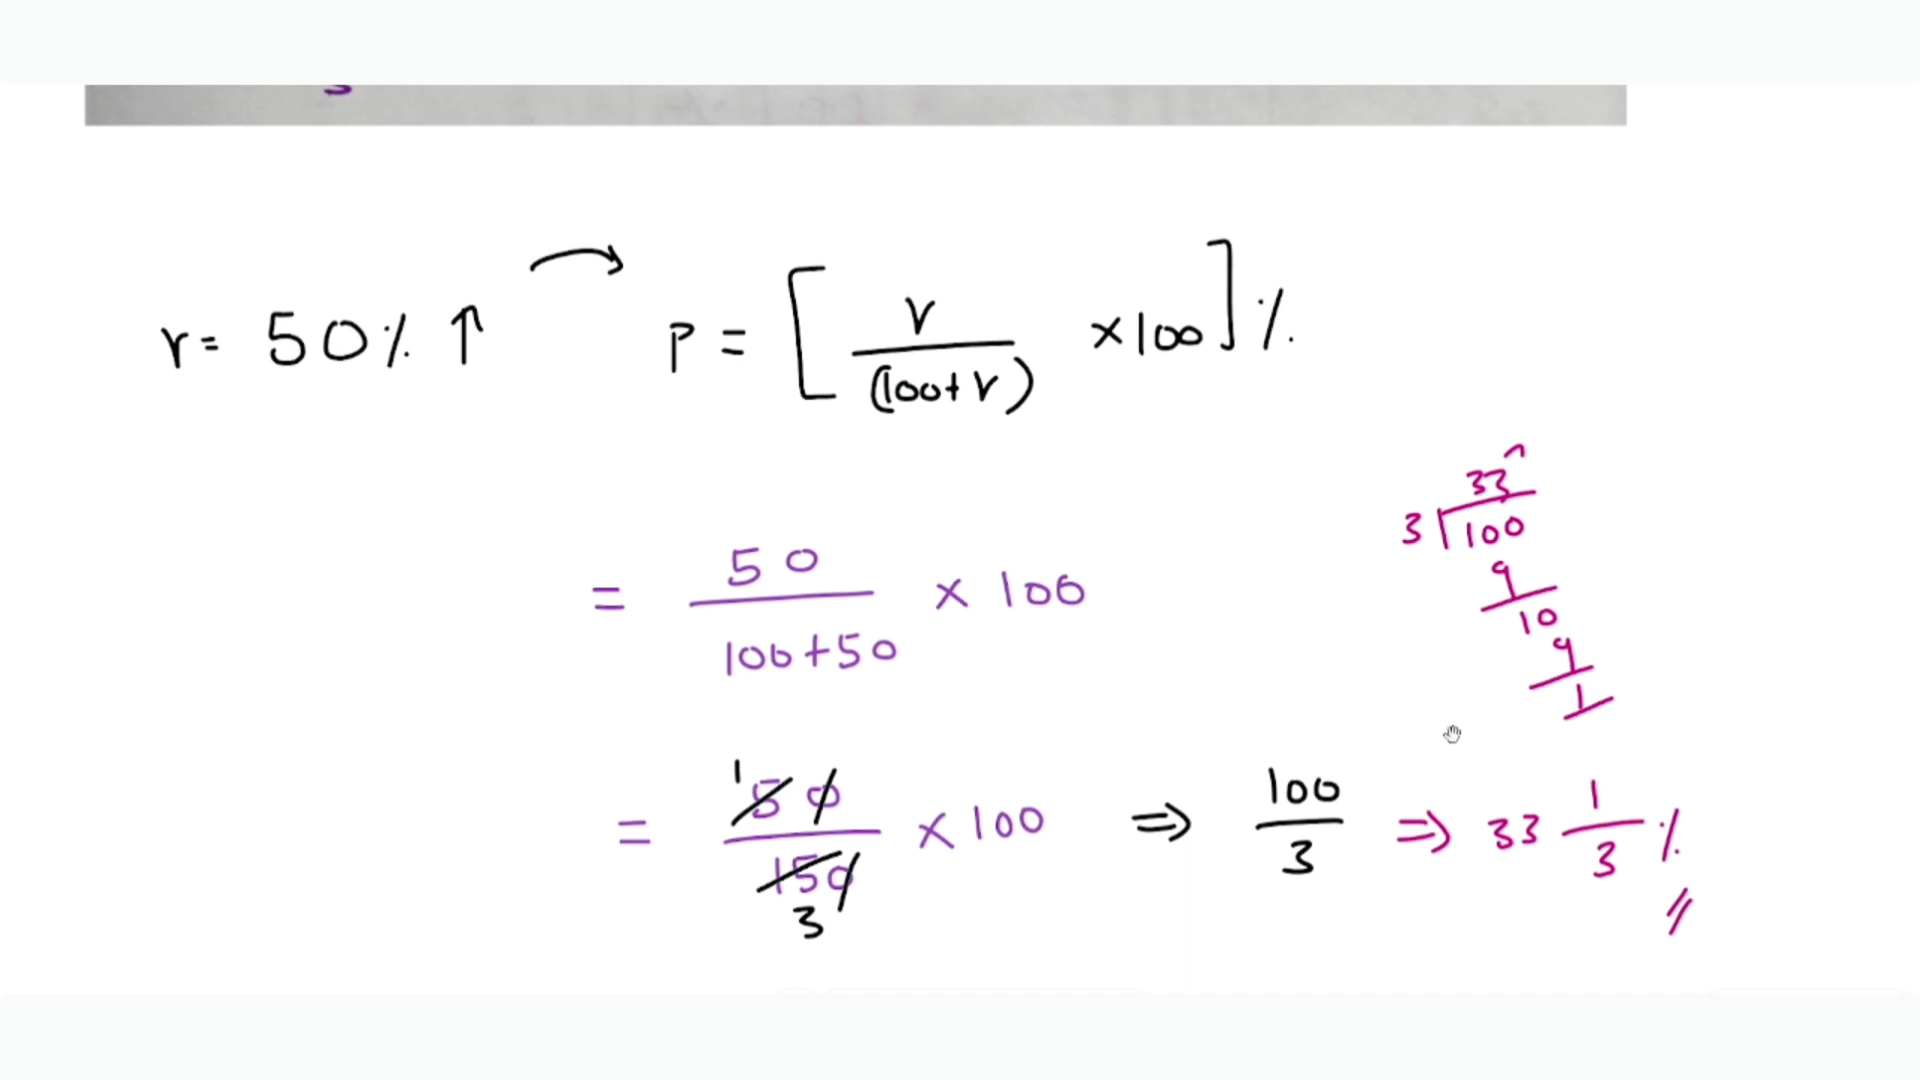 r = 50% ↑ P = [ r / (100+r) ×100 ] %
= 50 / 100+50 × 100
33
3 100
9
10
9
1
1
= 50 / 150 × 100 ⇒ 100 / 3 ⇒ 33 1/3 %
3